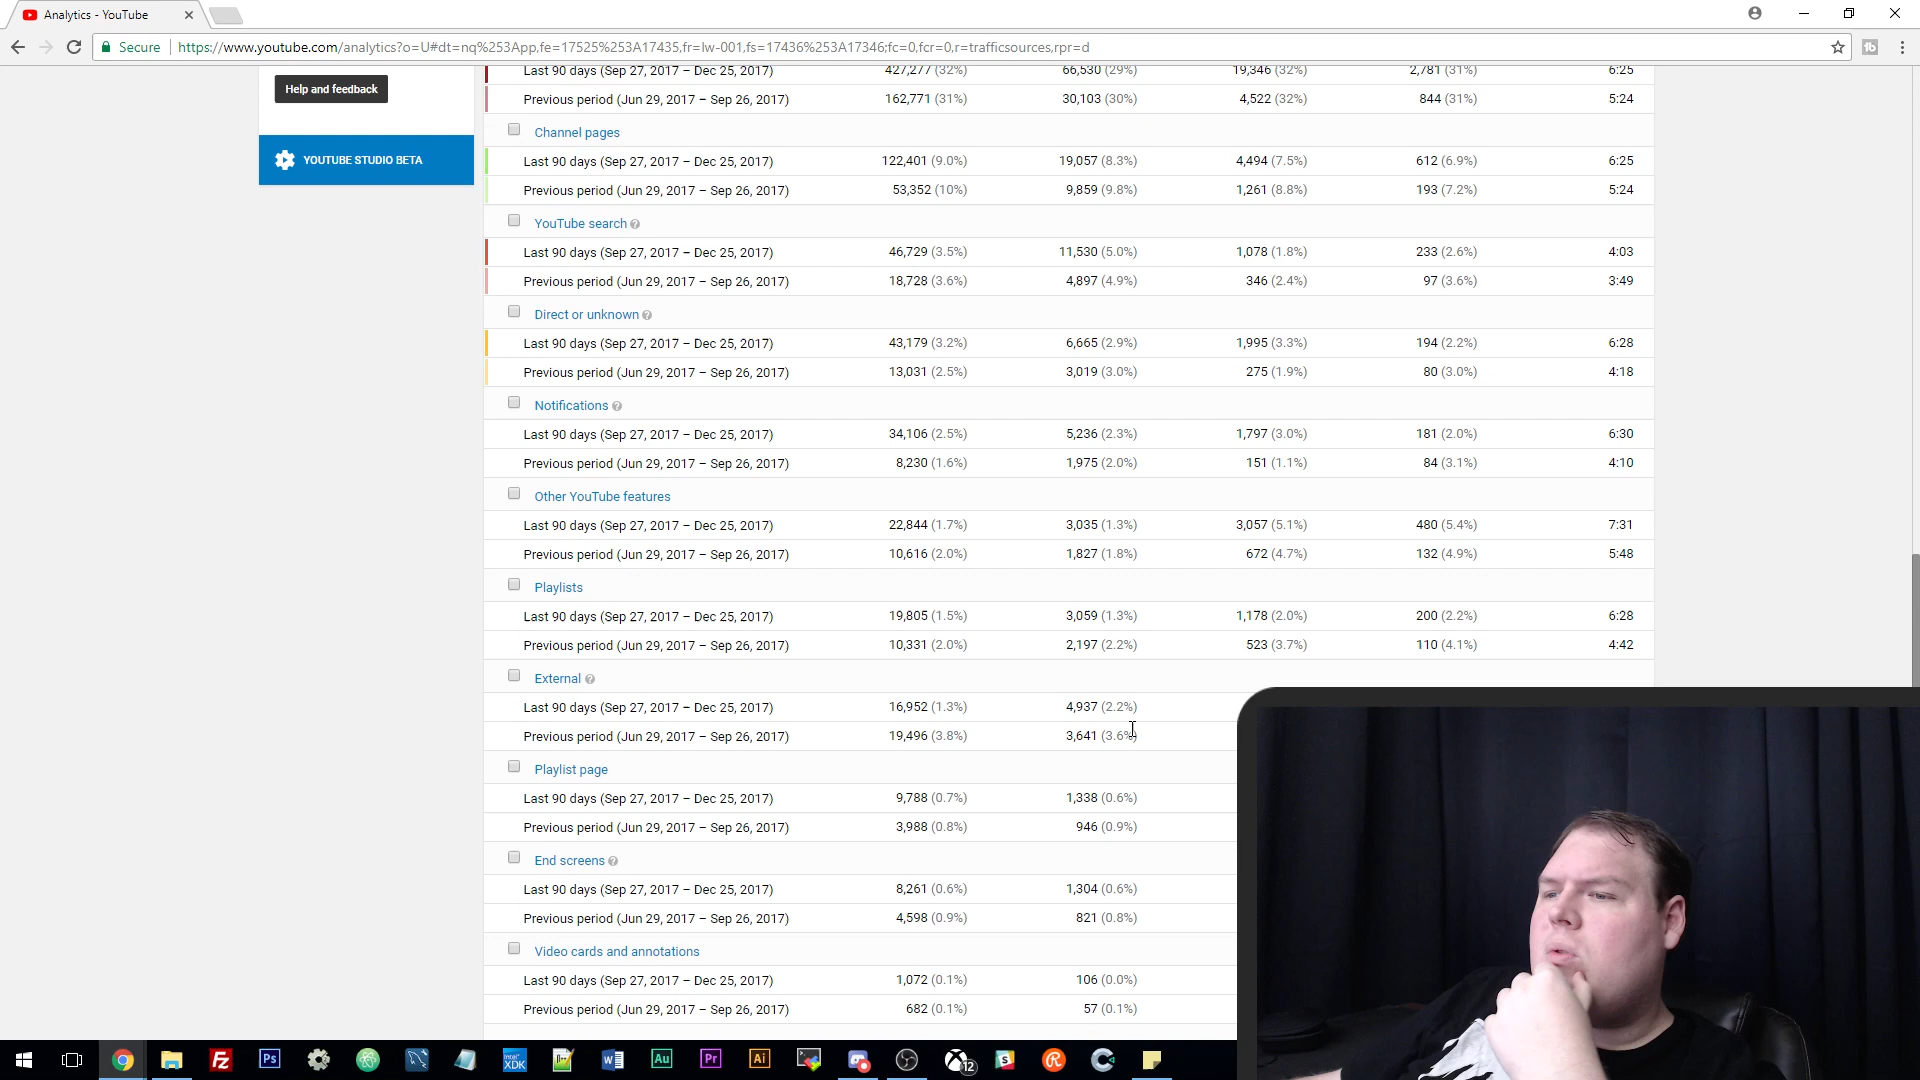 Analytics - YouTube
Secure https://www.youtube.com/analytics?o=U#dt=nq%253App,fe=17525%253A17435,fr=lw-001,fs=17436%253A17346;fc=0,fcr=0,r=trafficsources,rpr=d
Help and feedback
YOUTUBE STUDIO BETA
Last 90 days (Sep 27, 2017 – Dec 25, 2017) 427,277 (32%) 66,530 (29%) 19,346 (32%) 2,781 (31%) 6:25
Previous period (Jun 29, 2017 – Sep 26, 2017) 162,771 (31%) 30,103 (30%) 4,522 (32%) 844 (31%) 5:24
Channel pages
Last 90 days (Sep 27, 2017 – Dec 25, 2017) 122,401 (9.0%) 19,057 (8.3%) 4,494 (7.5%) 612 (6.9%) 6:25
Previous period (Jun 29, 2017 – Sep 26, 2017) 53,352 (10%) 9,859 (9.8%) 1,261 (8.8%) 193 (7.2%) 5:24
YouTube search ?
Last 90 days (Sep 27, 2017 – Dec 25, 2017) 46,729 (3.5%) 11,530 (5.0%) 1,078 (1.8%) 233 (2.6%) 4:03
Previous period (Jun 29, 2017 – Sep 26, 2017) 18,728 (3.6%) 4,897 (4.9%) 346 (2.4%) 97 (3.6%) 3:49
Direct or unknown ?
Last 90 days (Sep 27, 2017 – Dec 25, 2017) 43,179 (3.2%) 6,665 (2.9%) 1,995 (3.3%) 194 (2.2%) 6:28
Previous period (Jun 29, 2017 – Sep 26, 2017) 13,031 (2.5%) 3,019 (3.0%) 275 (1.9%) 80 (3.0%) 4:18
Notifications ?
Last 90 days (Sep 27, 2017 – Dec 25, 2017) 34,106 (2.5%) 5,236 (2.3%) 1,797 (3.0%) 181 (2.0%) 6:30
Previous period (Jun 29, 2017 – Sep 26, 2017) 8,230 (1.6%) 1,975 (2.0%) 151 (1.1%) 84 (3.1%) 4:10
Other YouTube features
Last 90 days (Sep 27, 2017 – Dec 25, 2017) 22,844 (1.7%) 3,035 (1.3%) 3,057 (5.1%) 480 (5.4%) 7:31
Previous period (Jun 29, 2017 – Sep 26, 2017) 10,616 (2.0%) 1,827 (1.8%) 672 (4.7%) 132 (4.9%) 5:48
Playlists
Last 90 days (Sep 27, 2017 – Dec 25, 2017) 19,805 (1.5%) 3,059 (1.3%) 1,178 (2.0%) 200 (2.2%) 6:28
Previous period (Jun 29, 2017 – Sep 26, 2017) 10,331 (2.0%) 2,197 (2.2%) 523 (3.7%) 110 (4.1%) 4:42
External ?
Last 90 days (Sep 27, 2017 – Dec 25, 2017) 16,952 (1.3%) 4,937 (2.2%)
Previous period (Jun 29, 2017 – Sep 26, 2017) 19,496 (3.8%) 3,641 (3.6%)
Playlist page
Last 90 days (Sep 27, 2017 – Dec 25, 2017) 9,788 (0.7%) 1,338 (0.6%)
Previous period (Jun 29, 2017 – Sep 26, 2017) 3,988 (0.8%) 946 (0.9%)
End screens ?
Last 90 days (Sep 27, 2017 – Dec 25, 2017) 8,261 (0.6%) 1,304 (0.6%)
Previous period (Jun 29, 2017 – Sep 26, 2017) 4,598 (0.9%) 821 (0.8%)
Video cards and annotations
Last 90 days (Sep 27, 2017 – Dec 25, 2017) 1,072 (0.1%) 106 (0.0%)
Previous period (Jun 29, 2017 – Sep 26, 2017) 682 (0.1%) 57 (0.1%)
Fz Ps Intel XDK W Au Pr Ai 12 S R C